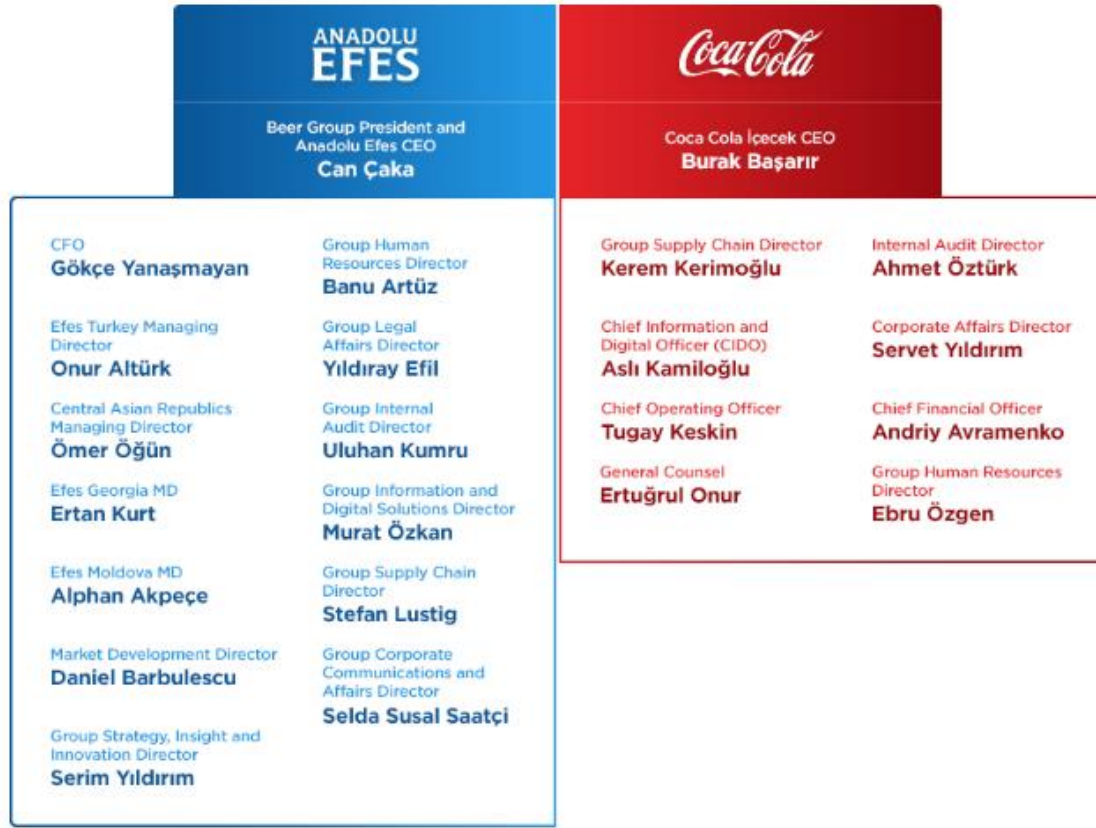 ANADOLU
EFES
Beer Group President and
Anadolu Efes CEO
Can Çaka
CFO
Gökçe Yanaşmayan
Efes Turkey Managing
Director
Onur Altürk
Central Asian Republics
Managing Director
Ömer Öğün
Efes Georgia MD
Ertan Kurt
Efes Moldova MD
Alphan Akpeçe
Market Development Director
Daniel Barbulescu
Group Strategy, Insight and
Innovation Director
Serim Yıldırım
Group Human
Resources Director
Banu Artüz
Group Legal
Affairs Director
Yıldıray Efil
Group Internal
Audit Director
Uluhan Kumru
Group Information and
Digital Solutions Director
Murat Özkan
Group Supply Chain
Director
Stefan Lustig
Group Corporate
Communications and
Affairs Director
Selda Susal Saatçi
Coca-Cola
Coca Cola İçecek CEO
Burak Başarır
Group Supply Chain Director
Kerem Kerimoğlu
Chief Information and
Digital Officer (CIDO)
Aslı Kamiloğlu
Chief Operating Officer
Tugay Keskin
General Counsel
Ertuğrul Onur
Internal Audit Director
Ahmet Öztürk
Corporate Affairs Director
Servet Yıldırım
Chief Financial Officer
Andriy Avramenko
Group Human Resources
Director
Ebru Özgen